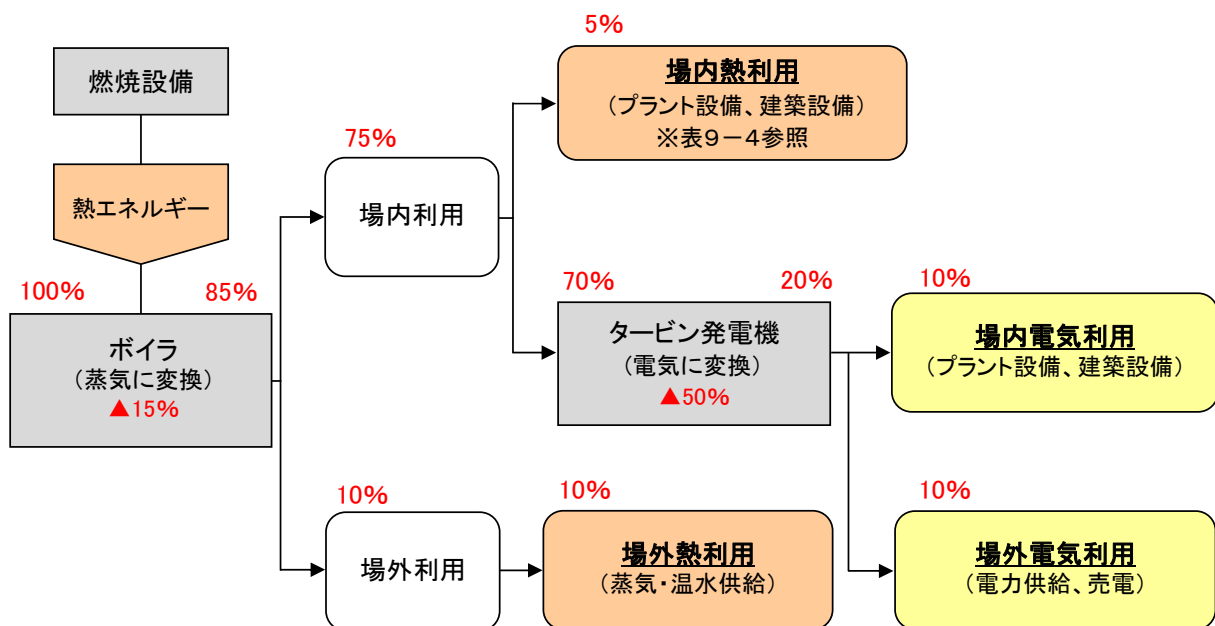 燃焼設備
熱エネルギー
100%
85%
ボイラ
(蒸気に変換)
▲15%
75%
場内利用
10%
場外利用
5%
場内熱利用
(プラント設備、建築設備)
※表9-4参照
70%
20%
タービン発電機
(電気に変換)
▲50%
10%
場外熱利用
(蒸気・温水供給)
10%
場内電気利用
(プラント設備、建築設備)
10%
場外電気利用
(電力供給、売電)